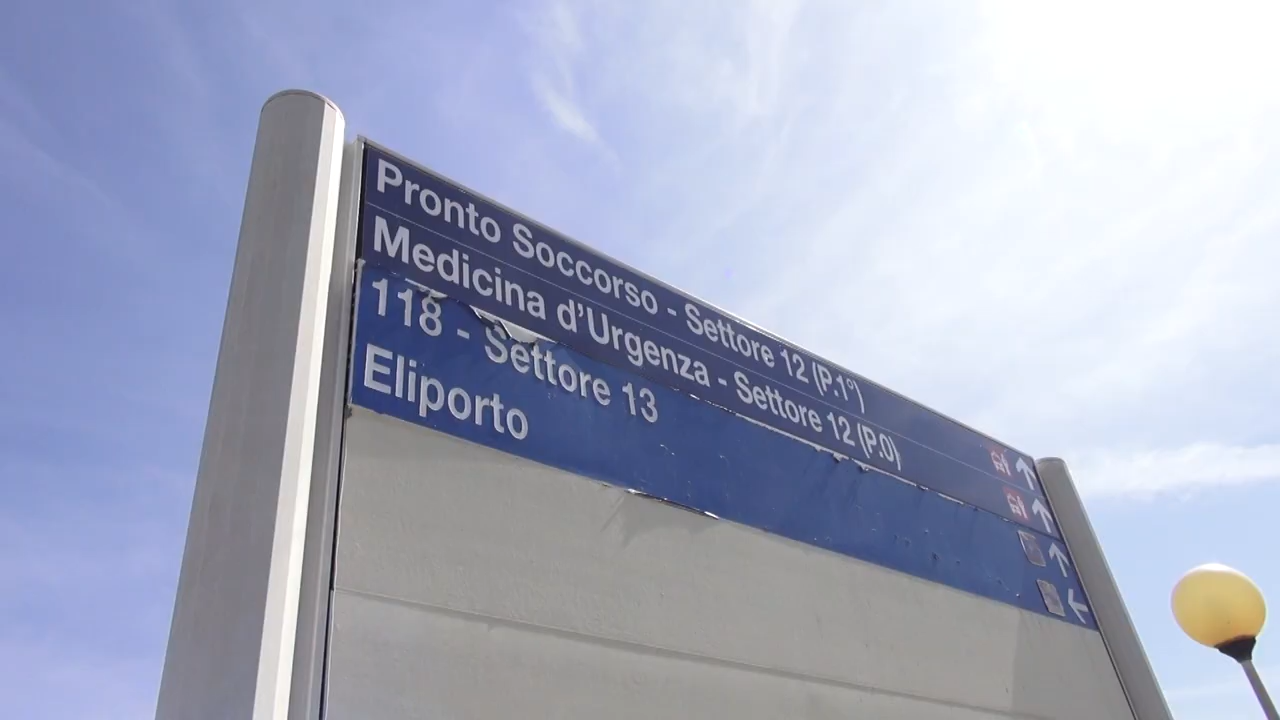 Pronto Soccorso - Settore 12 (P.1°)
Medicina d'Urgenza - Settore 12 (P.0)
118 - Settore 13
Eliporto